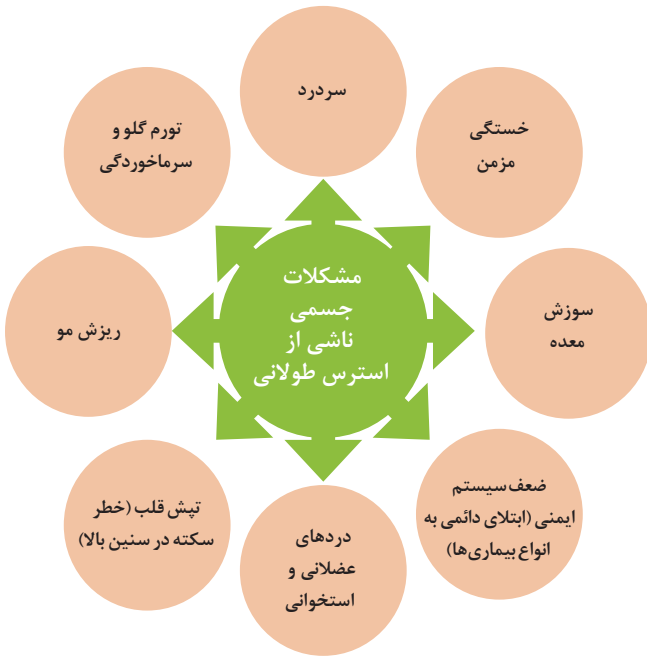 سردرد
خستگی
مزمن
سوزش
معده
ضعف سیستم
ایمنی (ابتلای دائمی به
انواع بیماری‌ها)
دردهای
عضلانی و
استخوانی
تپش قلب (خطر
سکته در سنین بالا)
ریزش مو
تورم گلو و
سرماخوردگی
مشکلات
جسمی
ناشی از
استرس طولانی